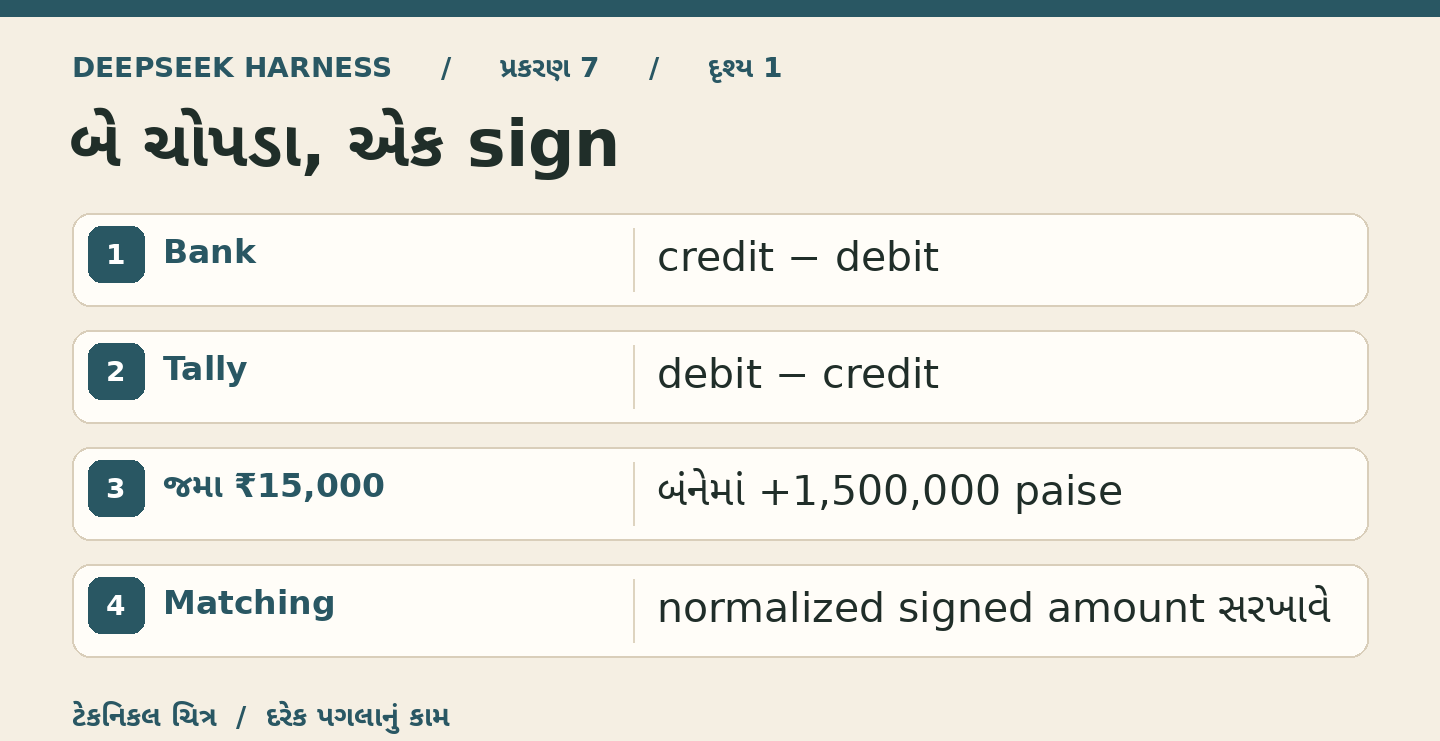 DEEPSEEK HARNESS / પ્રકરણ 7 / દૃશ્ય 1
બે ચોપડા, એક sign
1 Bank credit − debit
2 Tally debit − credit
3 જમા ₹15,000 બંનેમાં +1,500,000 paise
4 Matching normalized signed amount સરખાવે
ટેકનિકલ ચિત્ર / દરેક પગલાનું કામ